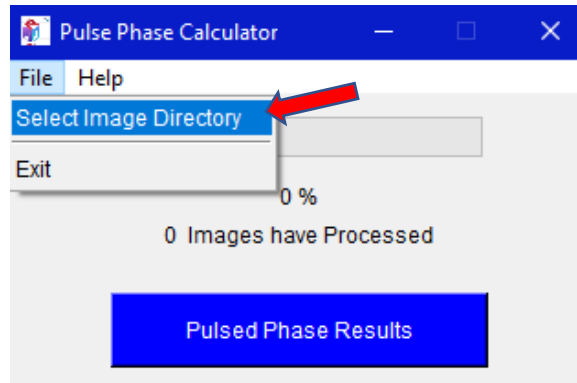 Pulse Phase Calculator
File Help
Select Image Directory
Exit
0 %
0 Images have Processed
Pulsed Phase Results